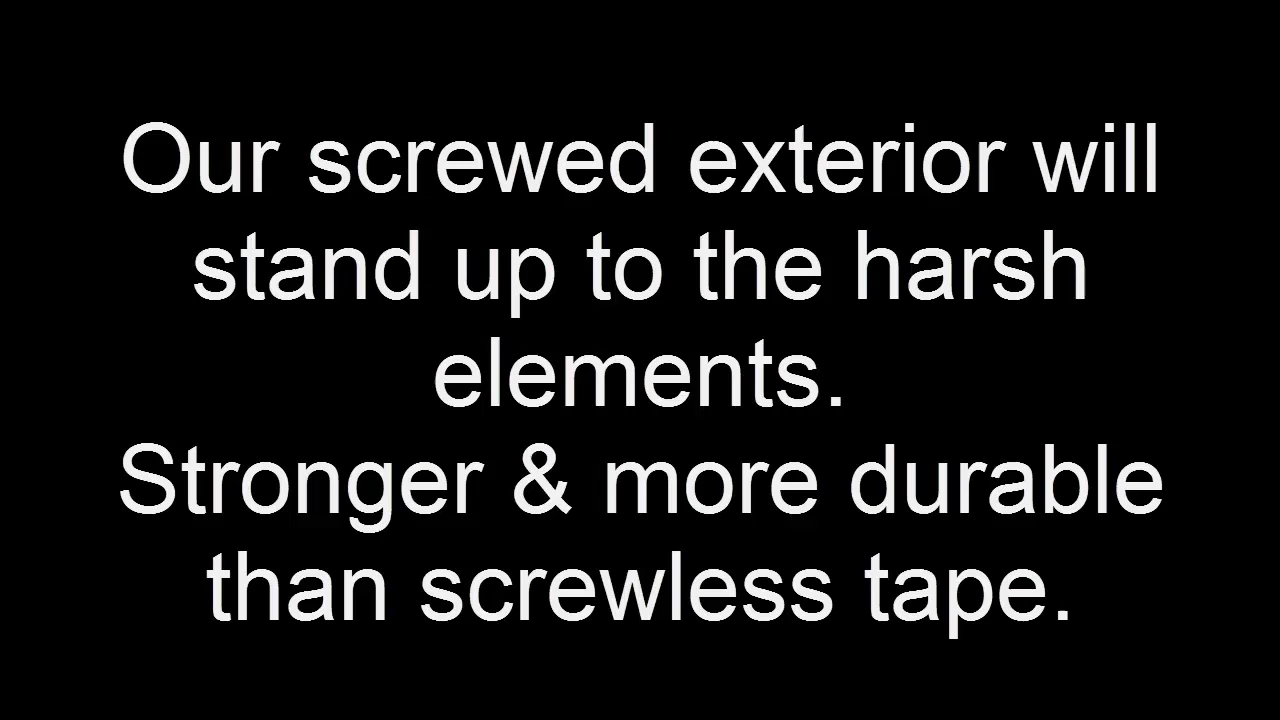 Our screwed exterior will
stand up to the harsh
elements.
Stronger & more durable
than screwless tape.